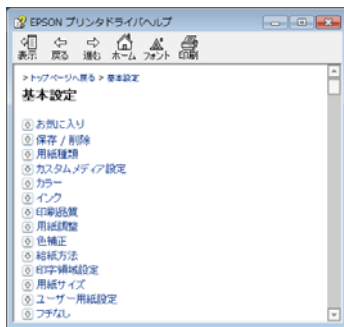 EPSON プリンタドライバヘルプ
表示 戻る 進む ホーム フォント 印刷
> トップページへ戻る > 基本設定
基本設定
お気に入り
保存 / 削除
用紙種類
カスタムメディア設定
カラー
インク
印刷品質
用紙調整
色補正
給紙方法
印字領域設定
用紙サイズ
ユーザー用紙設定
フチなし